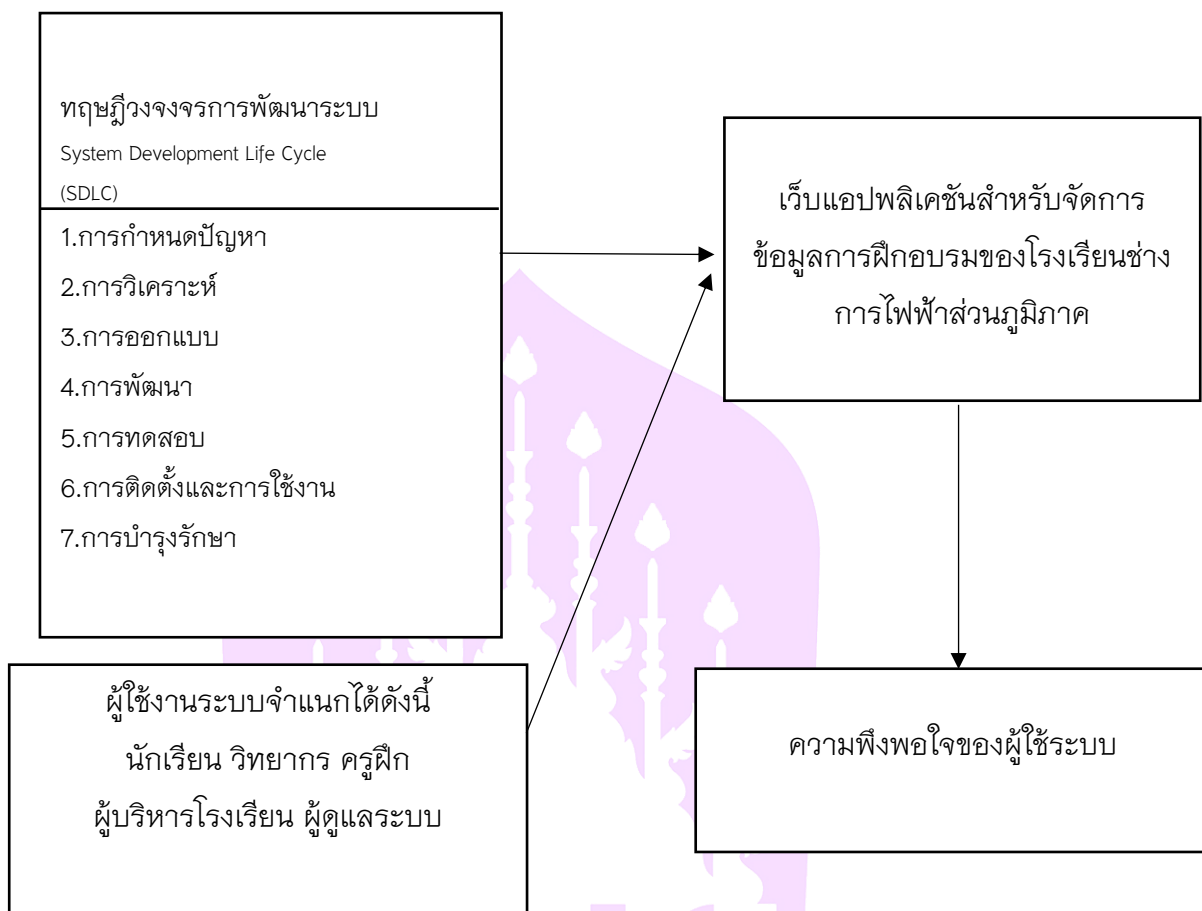 ทฤษฎีวงจงจรการพัฒนาระบบ
System Development Life Cycle
(SDLC)
1.การกำหนดปัญหา
2.การวิเคราะห์
3.การออกแบบ
4.การพัฒนา
5.การทดสอบ
6.การติดตั้งและการใช้งาน
7.การบำรุงรักษา
ผู้ใช้งานระบบจำแนกได้ดังนี้
นักเรียน วิทยากร ครูฝึก
ผู้บริหารโรงเรียน ผู้ดูแลระบบ
เว็บแอปพลิเคชันสำหรับจัดการ
ข้อมูลการฝึกอบรมของโรงเรียนช่าง
การไฟฟ้าส่วนภูมิภาค
ความพึงพอใจของผู้ใช้ระบบ